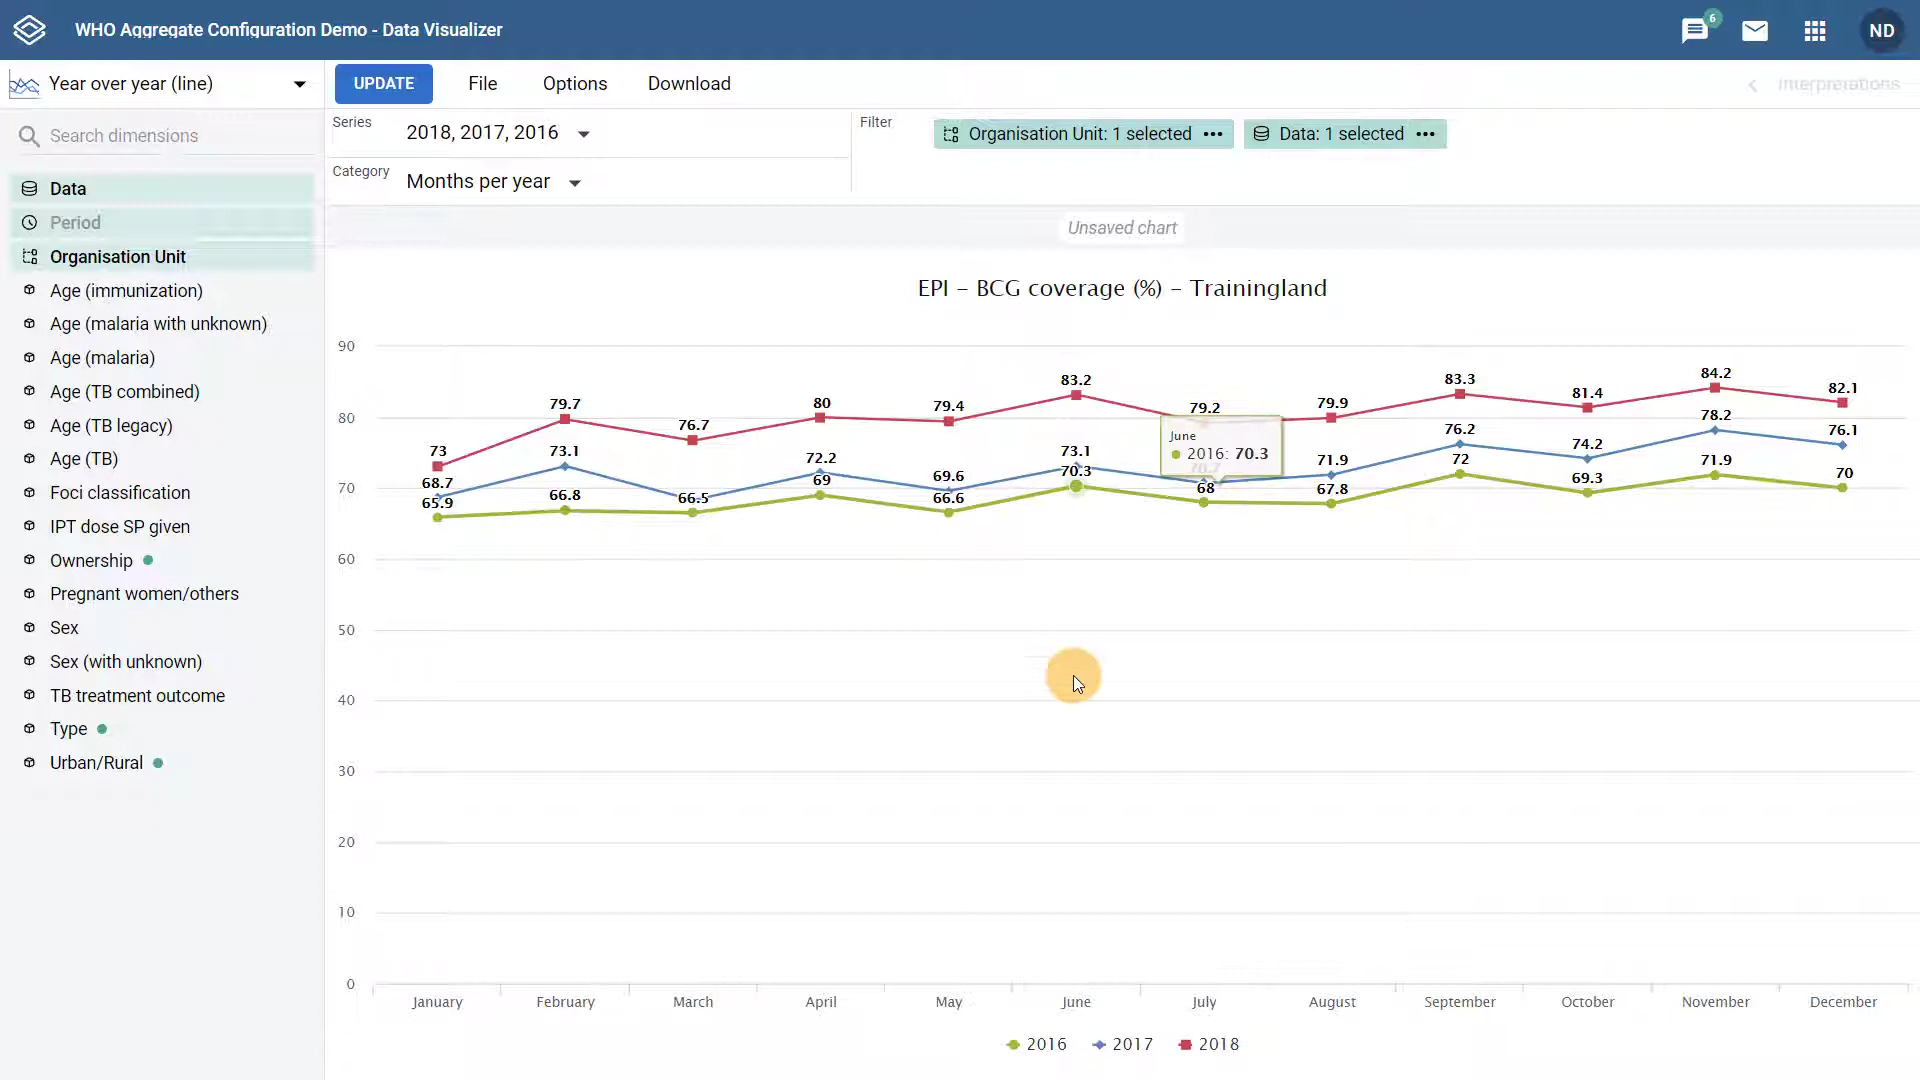 WHO Aggregate Configuration Demo - Data Visualizer
6
ND
Year over year (line)
UPDATE
File
Options
Download
Interpretations
Search dimensions
Series
2018, 2017, 2016
Filter
Organisation Unit: 1 selected •••
Data: 1 selected •••
Category
Months per year
Data
Period
Organisation Unit
Age (immunization)
Age (malaria with unknown)
Age (malaria)
Age (TB combined)
Age (TB legacy)
Age (TB)
Foci classification
IPT dose SP given
Ownership
Pregnant women/others
Sex
Sex (with unknown)
TB treatment outcome
Type
Urban/Rural
Unsaved chart
EPI – BCG coverage (%) – Trainingland
90
80
70
60
50
40
30
20
10
0
73 79.7 76.7 80 79.4 83.2 79.2 79.9 83.3 81.4 84.2 82.1
68.7 73.1 72.2 69.6 73.1 70.7 71.9 76.2 74.2 78.2 76.1
65.9 66.8 66.5 69 66.6 70.3 68 67.8 72 69.3 71.9 70
June
2016: 70.3
January February March April May June July August September October November December
2016 2017 2018